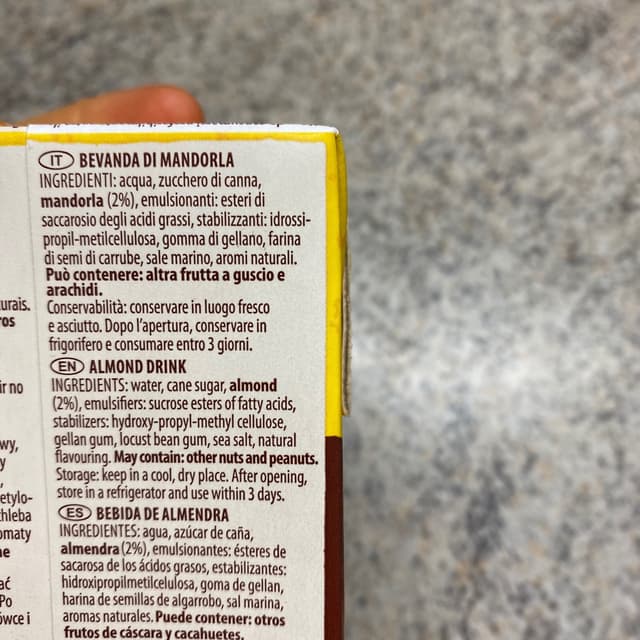 IT BEVANDA DI MANDORLA
INGREDIENTI: acqua, zucchero di canna,
mandorla (2%), emulsionanti: esteri di
saccarosio degli acidi grassi, stabilizzanti: idrossi-
propil-metilcellulosa, gomma di gellano, farina
di semi di carrube, sale marino, aromi naturali.
Può contenere: altra frutta a guscio e
arachidi.
Conservabilità: conservare in luogo fresco
e asciutto. Dopo l'apertura, conservare in
frigorifero e consumare entro 3 giorni.
EN ALMOND DRINK
INGREDIENTS: water, cane sugar, almond
(2%), emulsifiers: sucrose esters of fatty acids,
stabilizers: hydroxy-propyl-methyl cellulose,
gellan gum, locust bean gum, sea salt, natural
flavouring. May contain: other nuts and peanuts.
Storage: keep in a cool, dry place. After opening,
store in a refrigerator and use within 3 days.
ES BEBIDA DE ALMENDRA
INGREDIENTES: agua, azúcar de caña,
almendra (2%), emulsionantes: ésteres de
sacarosa de los ácidos grasos, estabilizantes:
hidroxipropilmetilcelulosa, goma de gellan,
harina de semillas de algarrobo, sal marina,
aromas naturales. Puede contener: otros
frutos de cáscara y cacahuetes.